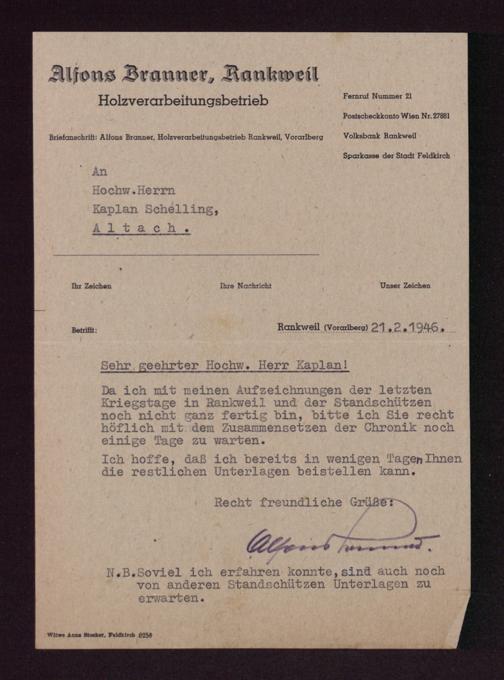 Alfons Branner, Rankweil
Holzverarbeitungsbetrieb
Fernruf Nummer 21
Postscheckkonto Wien Nr. 27881
Briefanschrift: Alfons Branner, Holzverarbeitungsbetrieb Rankweil, Vorarlberg
Volksbank Rankweil
Sparkasse der Stadt Feldkirch
An
Hochw.Herrn
Kaplan Schelling,
A l t a c h .
Ihr Zeichen Ihre Nachricht Unser Zeichen
Betrifft: Rankweil (Vorarlberg) 21.2.1946.
Sehr geehrter Hochw. Herr Kaplan!
Da ich mit meinen Aufzeichnungen der letzten
Kriegstage in Rankweil und der Standschützen
noch nicht ganz fertig bin, bitte ich Sie recht
höflich mit dem Zusammensetzen der Chronik noch
einige Tage zu warten.
Ich hoffe, daß ich bereits in wenigen Tagen Ihnen
die restlichen Unterlagen beistellen kann.
Recht freundliche Grüße:
Alfons Branner.
N.B.Soviel ich erfahren konnte,sind auch noch
von anderen Standschützen Unterlagen zu
erwarten.
Witwe Anna Stocker, Feldkirch 0254